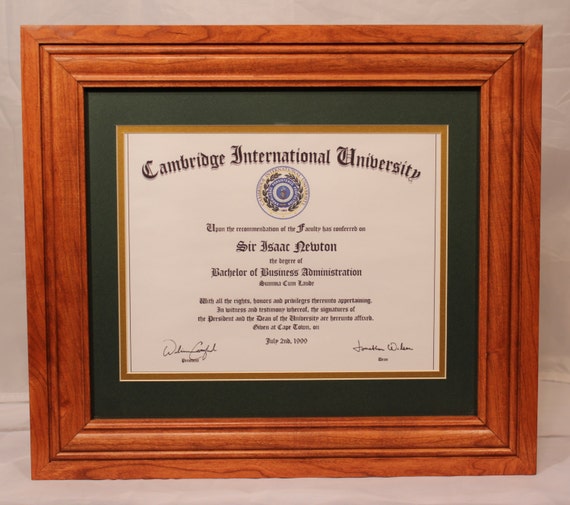 Cambridge International University
Upon the recommendation of the Faculty has conferred on
Sir Isaac Newton
the degree of
Bachelor of Business Administration
Summa Cum Laude
With all the rights, honors and privileges thereunto appertaining.
In witness and testimony whereof, the signatures of
the President and the Dean of the University are hereunto affixed.
Given at Cape Town, on
July 2nd, 1999
President
Jonathan Wilson
Dean